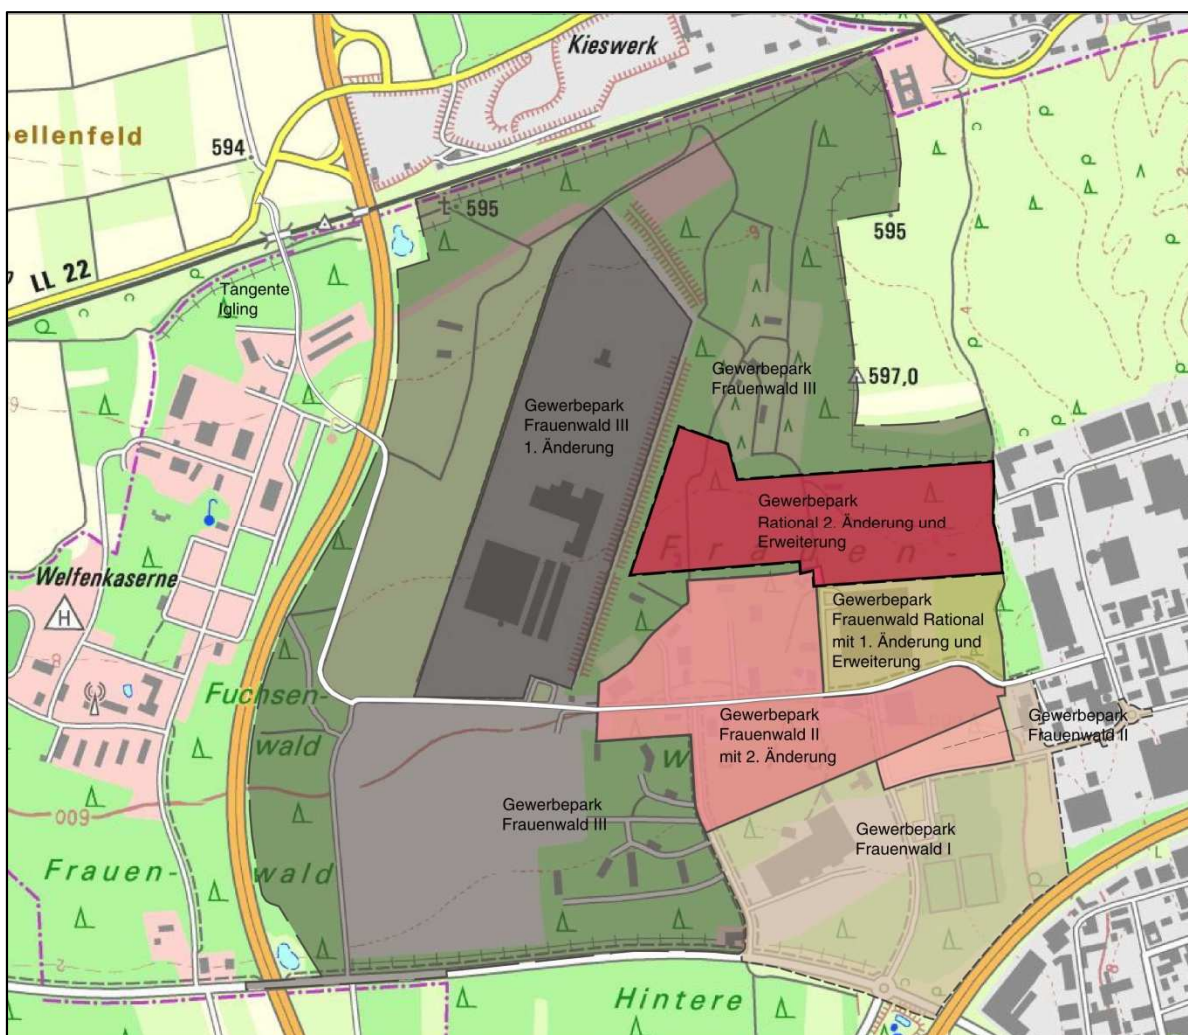 Kieswerk
ellenfeld
594
595
LL 22
595
Tangente
Igling
Gewerbepark
Frauenwald III
597,0
Gewerbepark
Frauenwald III
1. Änderung
Gewerbepark
Rational 2. Änderung und
Erweiterung
Frauen-
Welfenkaserne
H
Gewerbepark
Frauenwald Rational
mit 1. Änderung und
Erweiterung
Fuchsen-
wald
Gewerbepark
Frauenwald II
mit 2. Änderung
Gewerbepark
Frauenwald II
600
Gewerbepark
Frauenwald III
Gewerbepark
Frauenwald I
Frauen-
wald
Hintere